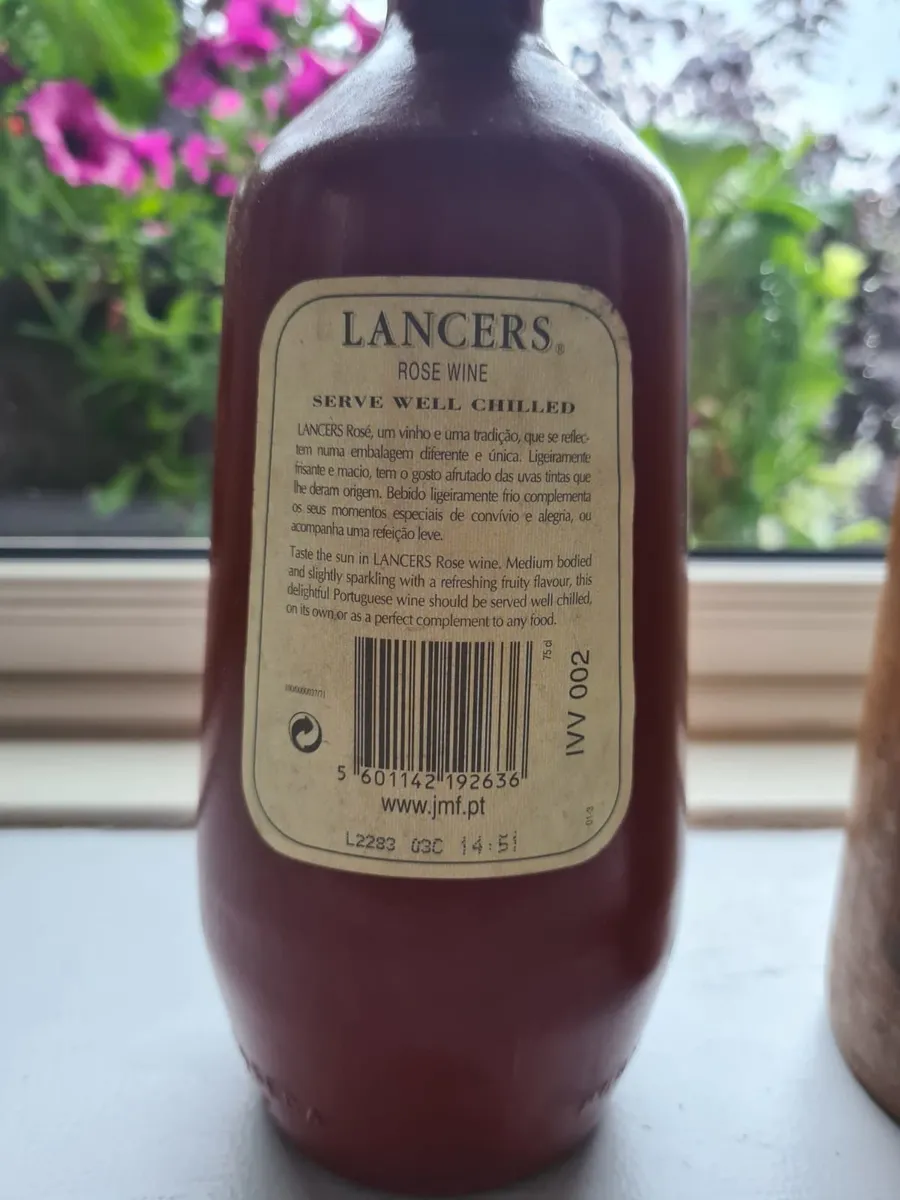 LANCERS®
ROSE WINE
SERVE WELL CHILLED
LANCERS Rosé, um vinho e uma tradição, que se reflec-
tem numa embalagem diferente e única. Ligeiramente
frisante e macio, tem o gosto afrutado das uvas tintas que
lhe deram origem. Bebido ligeiramente frio complementa
os seus momentos especiais de convívio e alegria, ou
acompanha uma refeição leve.
Taste the sun in LANCERS Rose wine. Medium bodied
and slightly sparkling with a refreshing fruity flavour, this
delightful Portuguese wine should be served well chilled,
on its own or as a perfect complement to any food.
75 cl
IVV 002
5 601142 192636
www.jmf.pt
L2283 03C 14:51